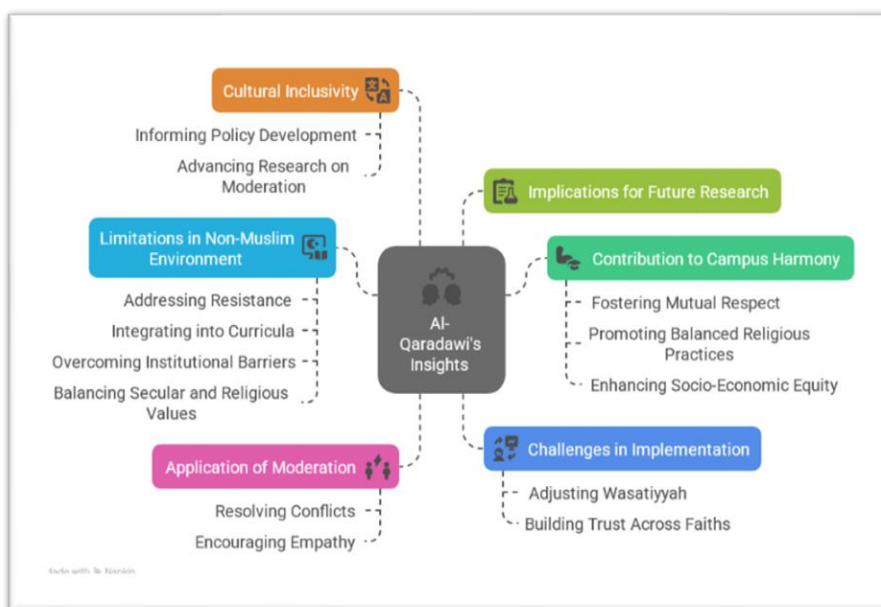 Cultural Inclusivity
Informing Policy Development
Advancing Research on
Moderation
Limitations in Non-Muslim
Environment
Addressing Resistance
Integrating into Curricula
Overcoming Institutional Barriers
Balancing Secular and Religious
Values
Application of Moderation
Resolving Conflicts
Encouraging Empathy
Al-
Qaradawi's
Insights
Implications for Future Research
Contribution to Campus Harmony
Fostering Mutual Respect
Promoting Balanced Religious
Practices
Enhancing Socio-Economic Equity
Challenges in Implementation
Adjusting Wasatiyyah
Building Trust Across Faiths